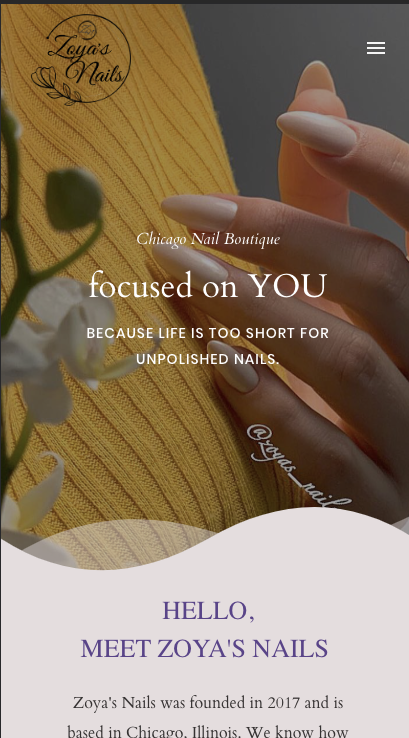 Zoya's
Nails
Chicago Nail Boutique
focused on YOU
BECAUSE LIFE IS TOO SHORT FOR
UNPOLISHED NAILS.
@zoyas_nail
HELLO,
MEET ZOYA'S NAILS
Zoya's Nails was founded in 2017 and is
based in Chicago, Illinois. We know how